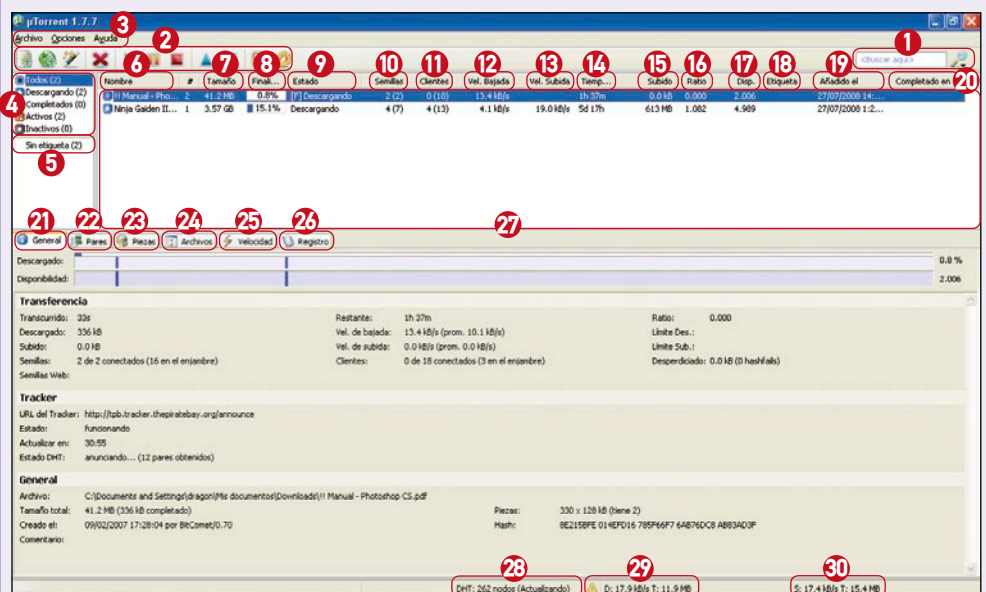 µTorrent 1.7.7
3
Archivo Opciones Ayuda
2
1
<Buscar aquí>
6 7 8 9 10 11 12 13 14 15 16 17 18 19 20
Todos (2)
Descargando (2)
Completados (0)
Activos (2)
Inactivos (0)
4
Sin etiqueta (2)
5
Nombre # Tamaño Finali... Estado Semillas Clientes Vel. Bajada Vel. Subida Tiemp... Subido Ratio Disp. Etiqueta Añadido el Completado en
!! Manual - Pho... 2 41.2 MB 0.8% [F] Descargando 2 (2) 0 (18) 13.4 kB/s 1h 37m 0.0 kB 0.000 2.006 27/07/2008 14:...
Ninja Gaiden II... 1 3.57 GB 15.1% Descargando 4 (7) 4 (13) 4.1 kB/s 19.0 kB/s 5d 17h 613 MB 1.082 4.989 27/07/2008 1:2...
21 22 23 24 25 26 27
General Pares Piezas Archivos Velocidad Registro
Descargado: 0.8 %
Disponibilidad: 2.006
Transferencia
Transcurrido: 33s Restante: 1h 37m Ratio: 0.000
Descargado: 336 kB Vel. de bajada: 13.4 kB/s (prom. 10.1 kB/s) Límite Des.:
Subido: 0.0 kB Vel. de subida: 0.0 kB/s (prom. 0.0 kB/s) Límite Sub.:
Semillas: 2 de 2 conectados (16 en el enjambre) Clientes: 0 de 18 conectados (3 en el enjambre) Desperdiciado: 0.0 kB (0 hashfails)
Semillas Web:
Tracker
URL del Tracker: http://tpb.tracker.thepiratebay.org/announce
Estado: funcionando
Actualizar en: 30:55
Estado DHT: anunciando... (12 pares obtenidos)
General
Archivo: C:\Documents and Settings\dragon\Mis documentos\Downloads\!! Manual - Photoshop CS.pdf
Tamaño total: 41.2 MB (336 kB completado) Piezas: 330 x 128 kB (tiene 2)
Creado el: 09/02/2007 17:28:04 por BitComet/0.70 Hash: 8E215BFE 014EFD16 785F66F7 6AB76DC8 AB83AD3F
Comentario:
28 29 30
DHT: 262 nodos (Actualizando) D: 17.9 kB/s T: 11.9 MB S: 17.4 kB/s T: 15.4 MB